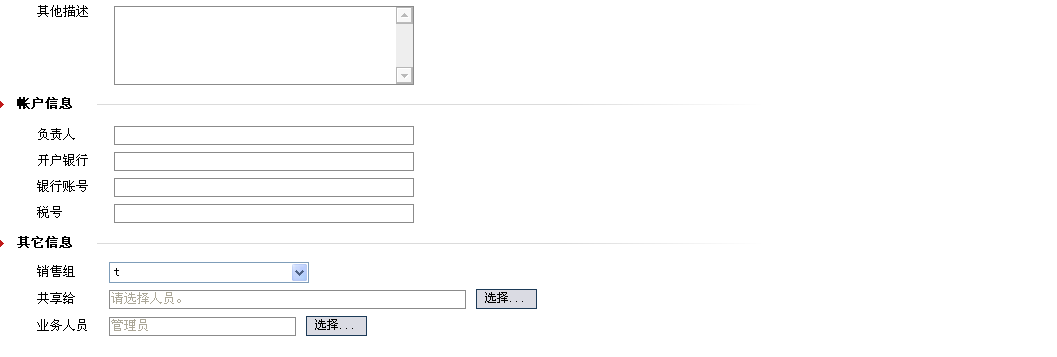 其他描述
帐户信息
负责人
开户银行
银行账号
税号
其它信息
销售组 t
共享给 请选择人员。 选择...
业务人员 管理员 选择...